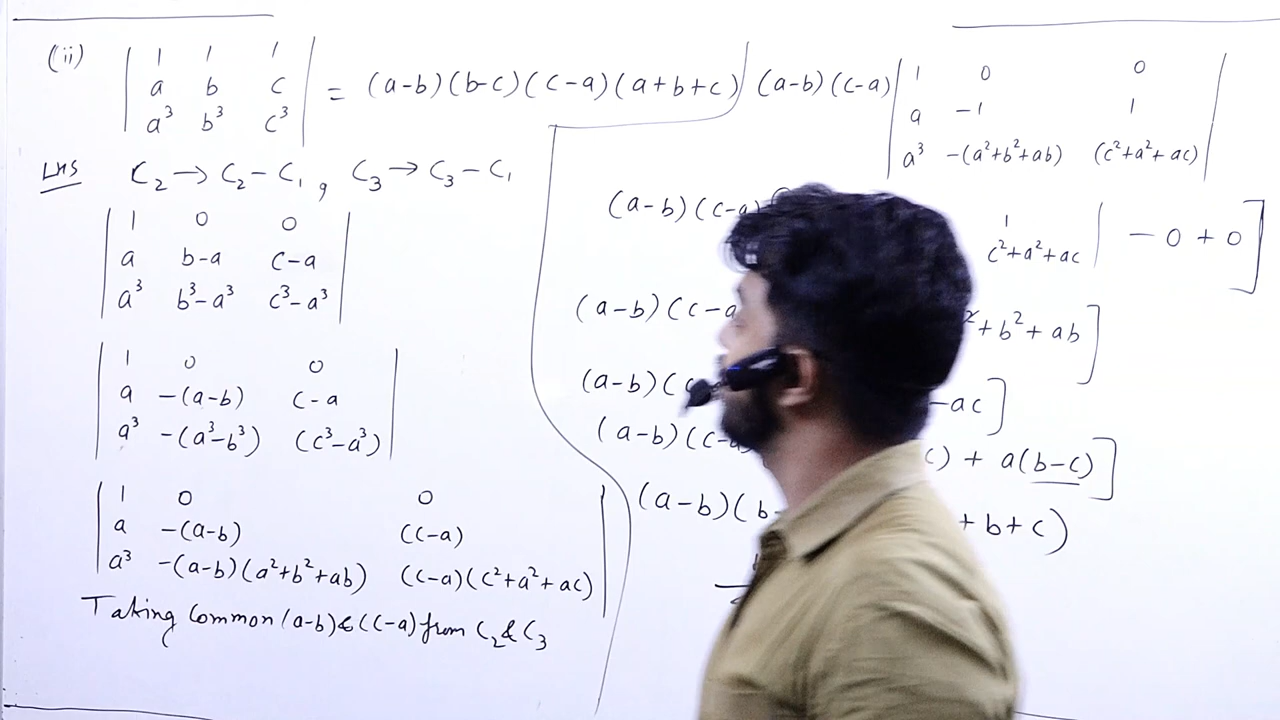 (ii) | 1 1 1 |
| a b c | = (a-b)(b-c)(c-a)(a+b+c)
| a³ b³ c³ |
LHS C₂ → C₂ - C₁, C₃ → C₃ - C₁
| 1 0 0 |
| a b-a c-a |
| a³ b³-a³ c³-a³ |
| 1 0 0 |
| a -(a-b) c-a |
| a³ -(a³-b³) (c³-a³) |
| 1 0 0 |
| a -(a-b) (c-a) |
| a³ -(a-b)(a²+b²+ab) (c-a)(c²+a²+ac) |
Taking Common (a-b) & (c-a) from C₂ & C₃
| 1 0 0 |
(a-b)(c-a) | a -1 1 |
| a³ -(a²+b²+ab) (c²+a²+ac) |
1
(a-b)(c-a) c²+a²+ac | - 0 + 0 ]
(a-b)(c-a +b²+ab ]
(a-b)( -ac ]
(a-b)(c-a c) + a(b-c) ]
(a-b)(b- +b+c)